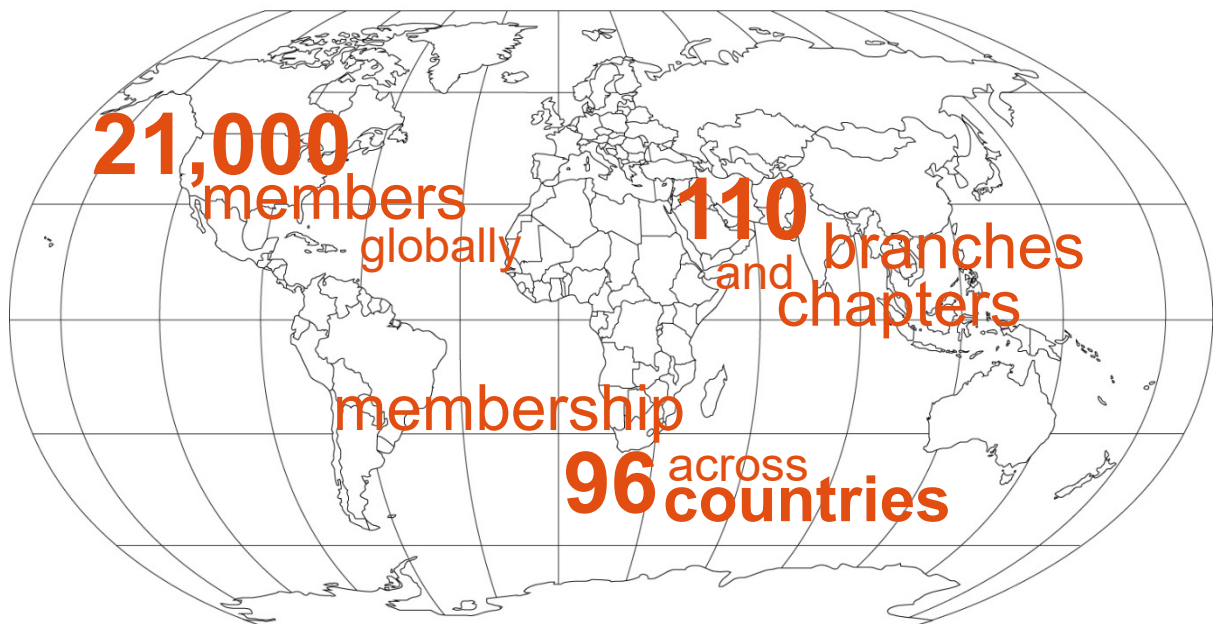 21,000
members
globally
110 branches
and chapters
membership
96 across
countries